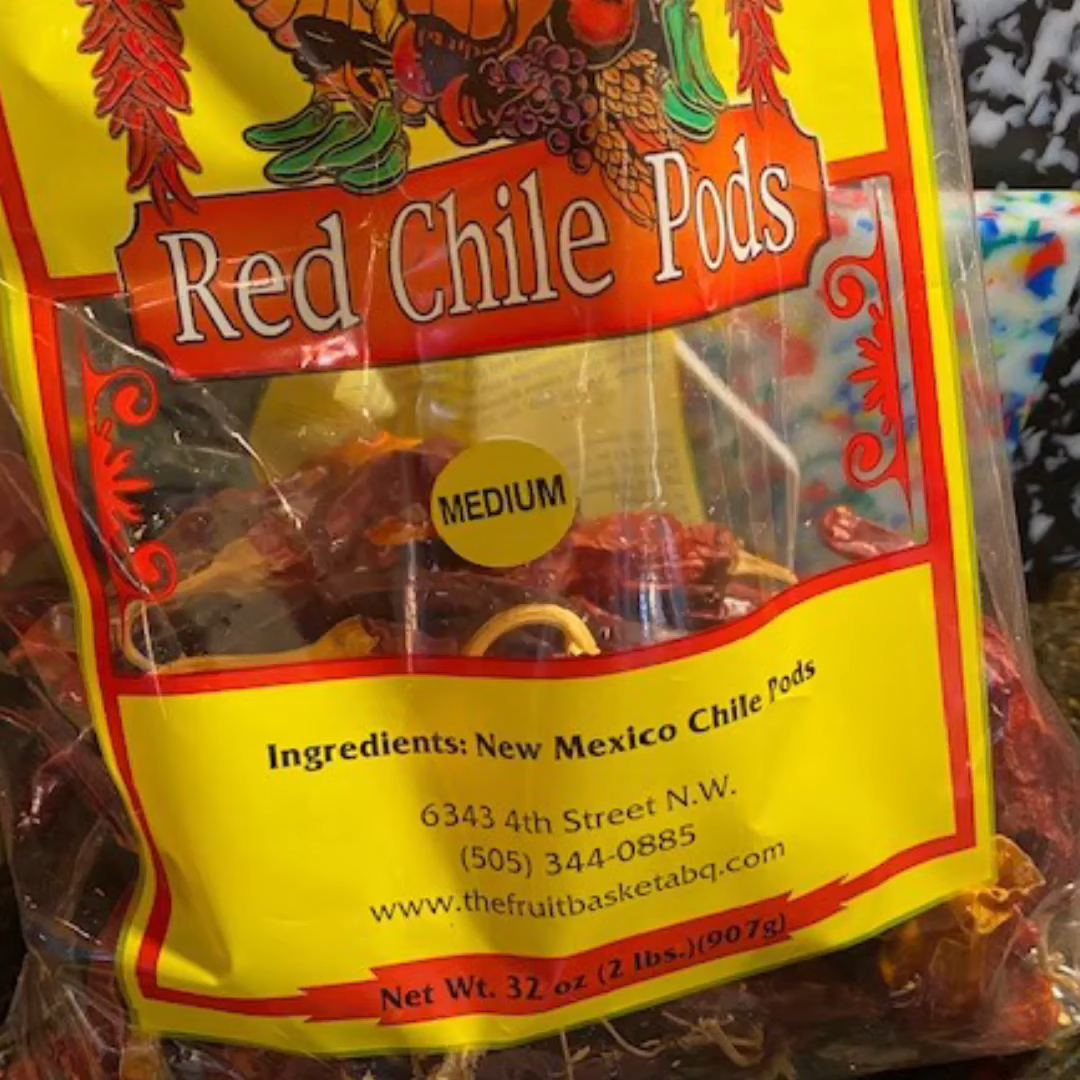 Red Chile Pods
MEDIUM
Ingredients: New Mexico Chile Pods
6343 4th Street N.W.
(505) 344-0885
www.thefruitbasketabq.com
Net Wt. 32 oz (2 lbs.)(907g)